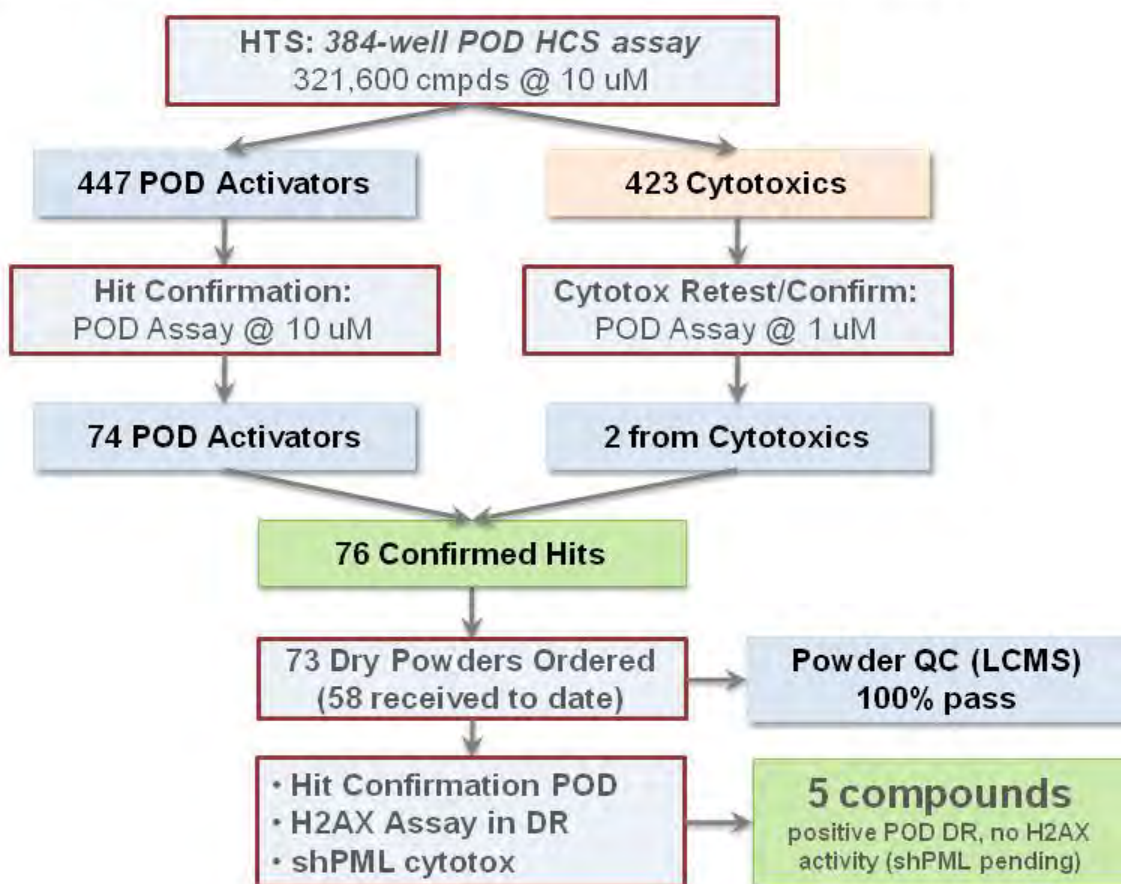 HTS: 384-well POD HCS assay
321,600 cmpds @ 10 uM
447 POD Activators
423 Cytotoxics
Hit Confirmation:
POD Assay @ 10 uM
Cytotox Retest/Confirm:
POD Assay @ 1 uM
74 POD Activators
2 from Cytotoxics
76 Confirmed Hits
73 Dry Powders Ordered
(58 received to date)
Powder QC (LCMS)
100% pass
• Hit Confirmation POD
• H2AX Assay in DR
• shPML cytotox
5 compounds
positive POD DR, no H2AX
activity (shPML pending)